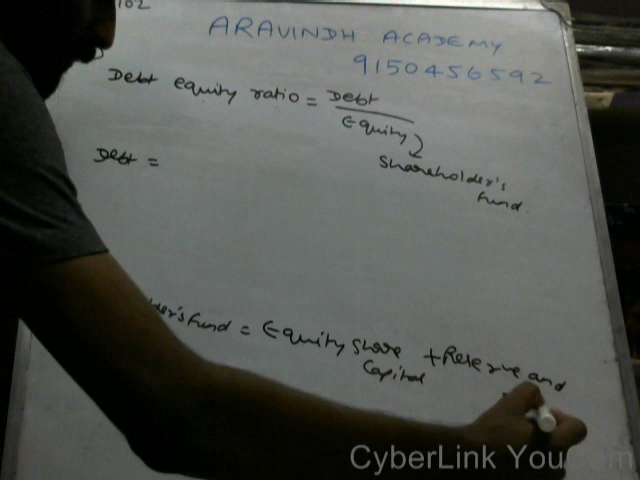 102
ARAVINDH ACADEMY
9150456592
Debt equity ratio = Debt
Equity
Shareholder's
fund
Debt =
der's fund = Equity share + Reserve and
Capital
CyberLink You